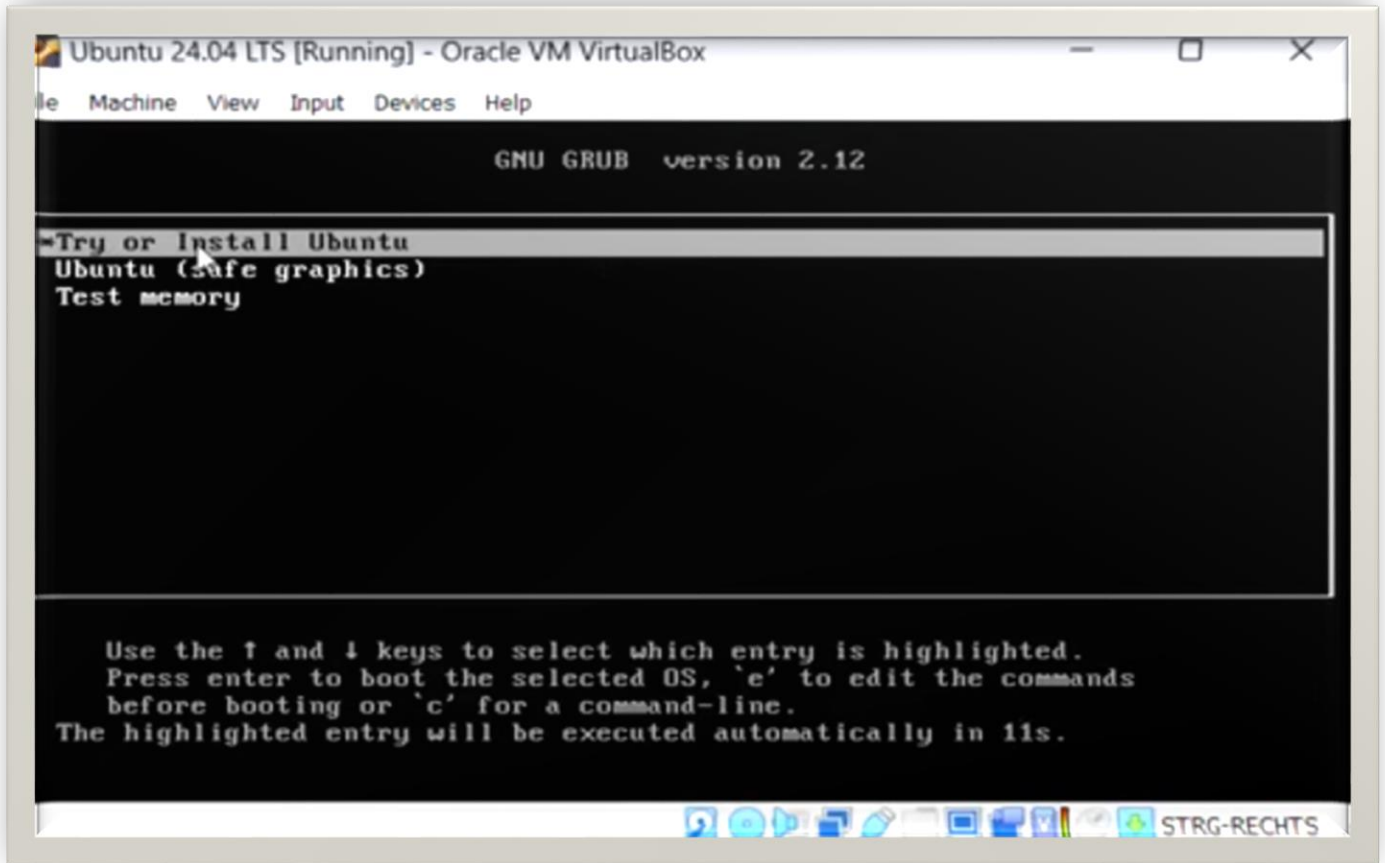 Ubuntu 24.04 LTS [Running] - Oracle VM VirtualBox
le Machine View Input Devices Help
GNU GRUB version 2.12
*Try or Install Ubuntu
Ubuntu (safe graphics)
Test memory
Use the ↑ and ↓ keys to select which entry is highlighted.
Press enter to boot the selected OS, `e' to edit the commands
before booting or `c' for a command-line.
The highlighted entry will be executed automatically in 11s.
STRG-RECHTS